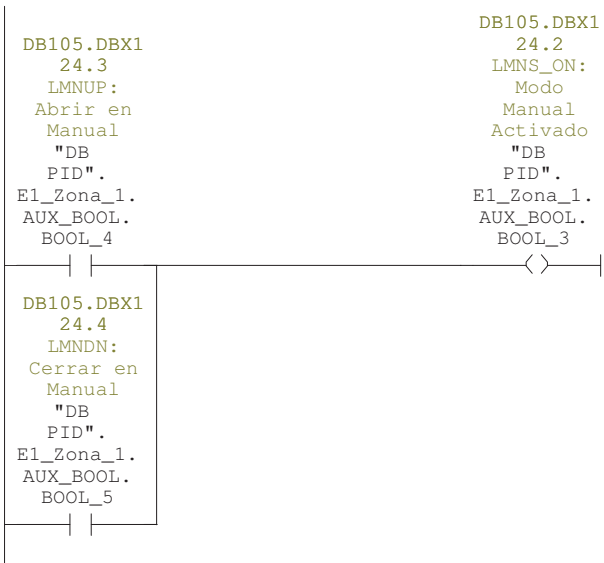 DB105.DBX1
24.3
LMNUP:
Abrir en
Manual
"DB
PID".
E1_Zona_1.
AUX_BOOL.
BOOL_4
DB105.DBX1
24.2
LMNS_ON:
Modo
Manual
Activado
"DB
PID".
E1_Zona_1.
AUX_BOOL.
BOOL_3
DB105.DBX1
24.4
LMNDN:
Cerrar en
Manual
"DB
PID".
E1_Zona_1.
AUX_BOOL.
BOOL_5